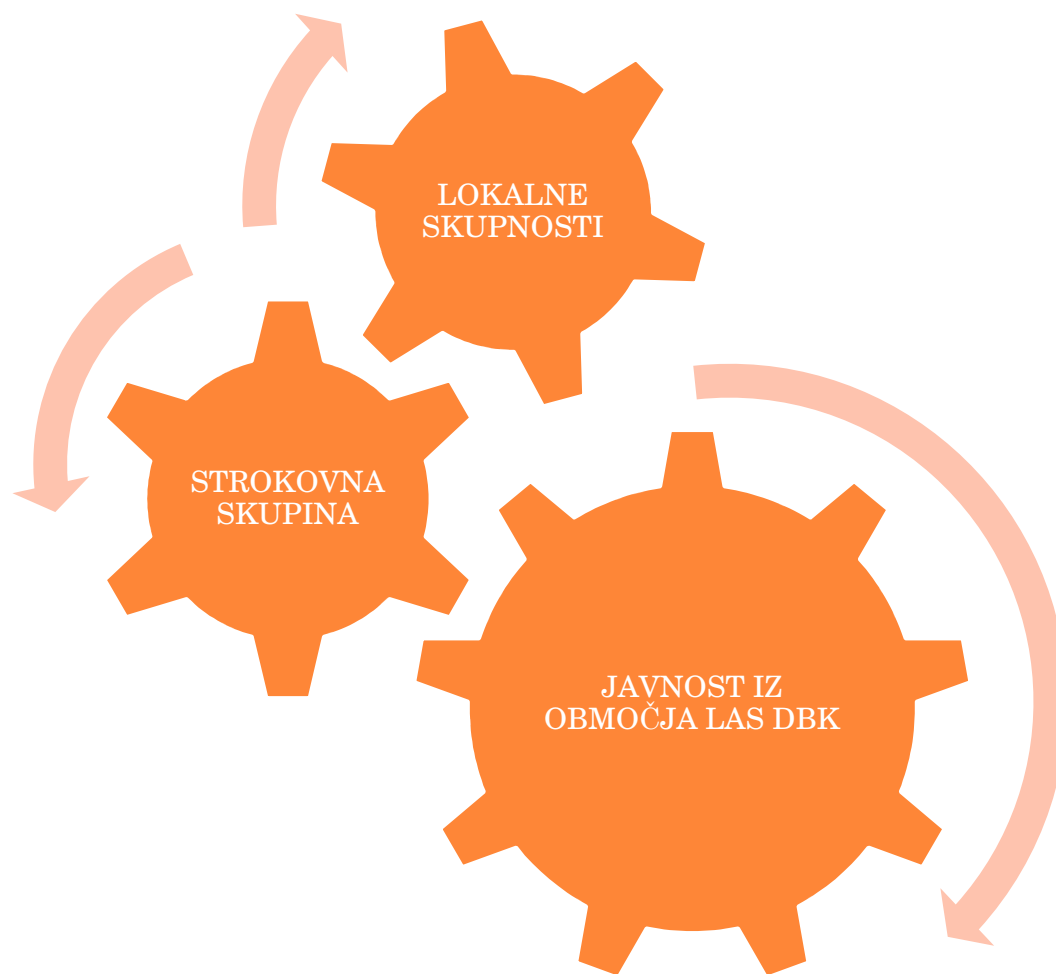 LOKALNE
SKUPNOSTI
STROKOVNA
SKUPINA
JAVNOST IZ
OBMOČJA LAS DBK